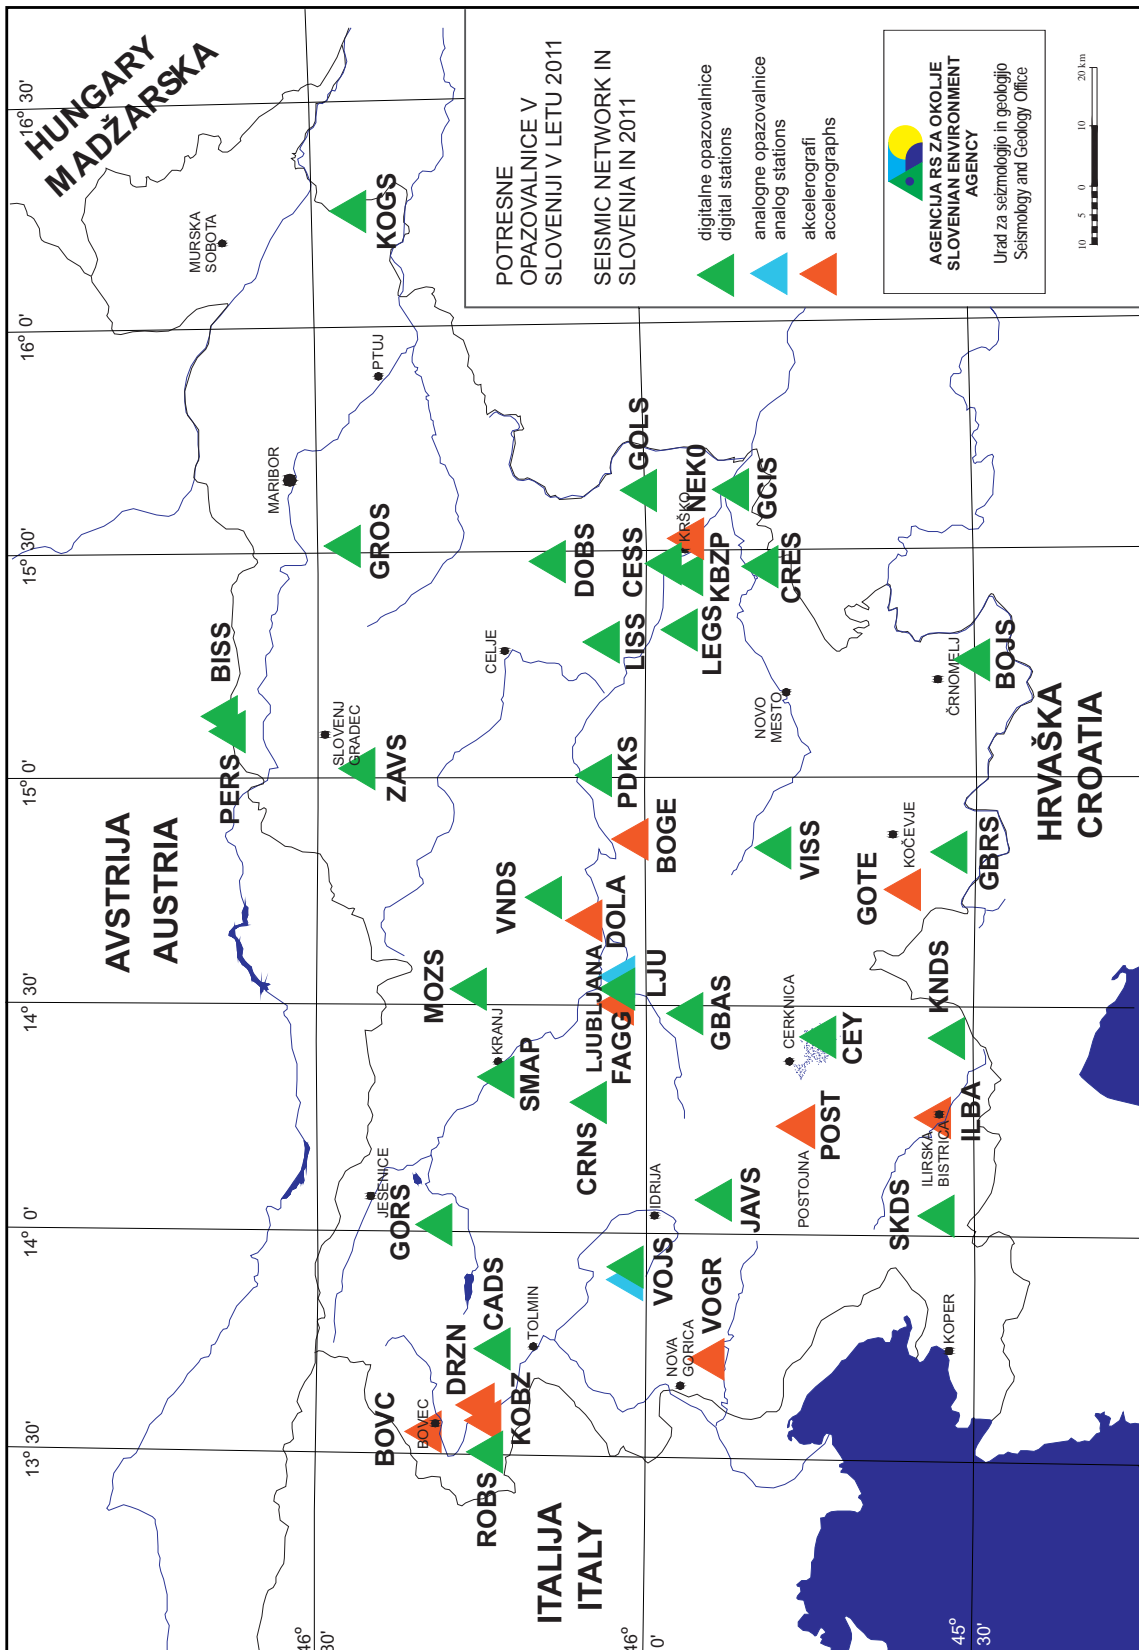 HUNGARY
MADŽARSKA
AVSTRIJA
AUSTRIA
ITALIJA
ITALY
HRVAŠKA
CROATIA
13° 30'
14° 0'
14° 30'
15° 0'
15° 30'
16° 0'
16° 30'
46°
30'
46°
0'
45°
30'
MURSKA
SOBOTA
KOGS
PTUJ
MARIBOR
GROS
BISS
PERS
SLOVENJ
GRADEC
ZAVS
CELJE
DOBS
GOLS
CESS
NEK0
KRŠKO
KBZP
GCIS
CRES
LISS
LEGS
NOVO
MESTO
ČRNOMELJ
BOJS
PDKS
BOGE
VISS
KOČEVJE
GOTE
GBRS
VNDS
DOLA
MOZS
LJUBLJANA
FAGG
LJU
GBAS
KRANJ
SMAP
CRNS
CERKNICA
CEY
KNDS
POSTOJNA
POST
ILIRSKA
BISTRICA
ILBA
SKDS
JESENICE
GORS
IDRIJA
JAVS
VOJS
CADS
TOLMIN
DRZN
KOBZ
BOVC
BOVEC
ROBS
NOVA
GORICA
VOGR
KOPER
POTRESNE
OPAZOVALNICE V
SLOVENIJI V LETU 2011
SEISMIC NETWORK IN
SLOVENIA IN 2011
digitalne opazovalnice
digital stations
analogne opazovalnice
analog stations
akcelerografi
accelerographs
AGENCIJA RS ZA OKOLJE
SLOVENIAN ENVIRONMENT
AGENCY
Urad za seizmologijo in geologijo
Seismology and Geology Office
10 5 0 10 20 km